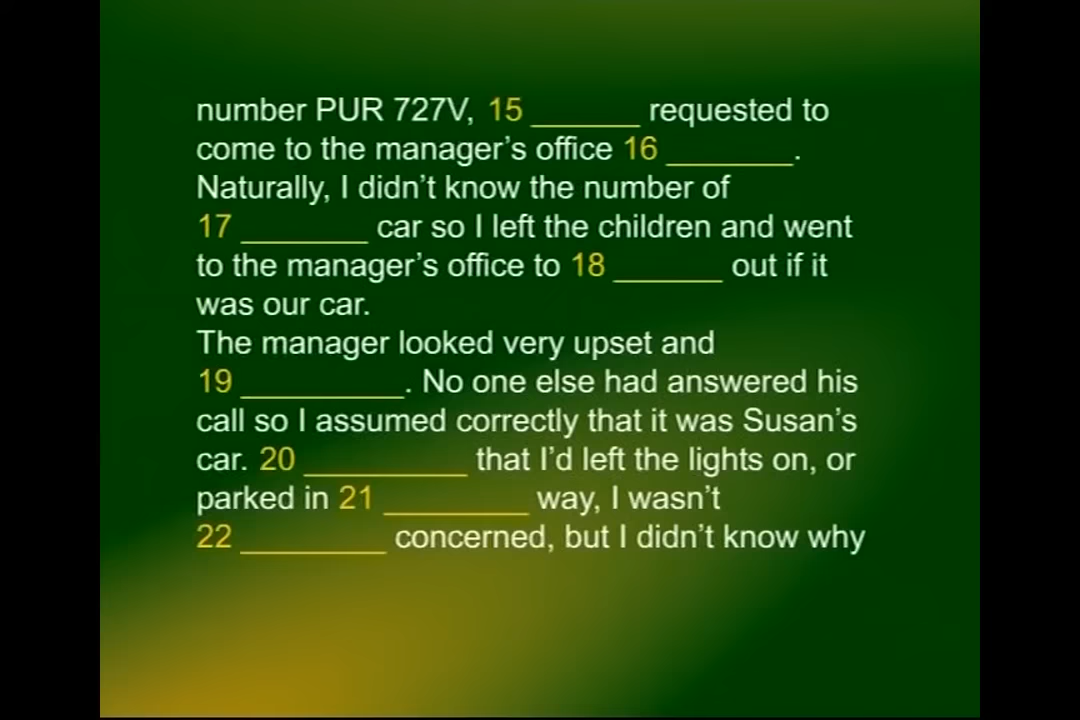 number PUR 727V, 15 ______ requested to
come to the manager's office 16 _______.
Naturally, I didn't know the number of
17 _______ car so I left the children and went
to the manager's office to 18 ______ out if it
was our car.
The manager looked very upset and
19 _________. No one else had answered his
call so I assumed correctly that it was Susan's
car. 20 _________ that I'd left the lights on, or
parked in 21 ________ way, I wasn't
22 ________ concerned, but I didn't know why